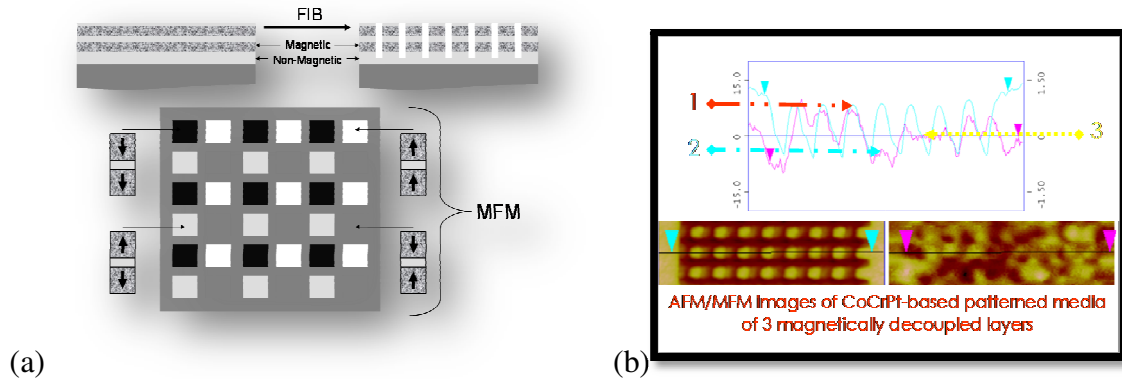 FIB
Magnetic
Non-Magnetic
MFM
(a)
15.0
0
-15.0
1.50
0
-1.50
1
2
3
AFM/MFM Images of CoCrPt-based patterned media
of 3 magnetically decoupled layers
(b)